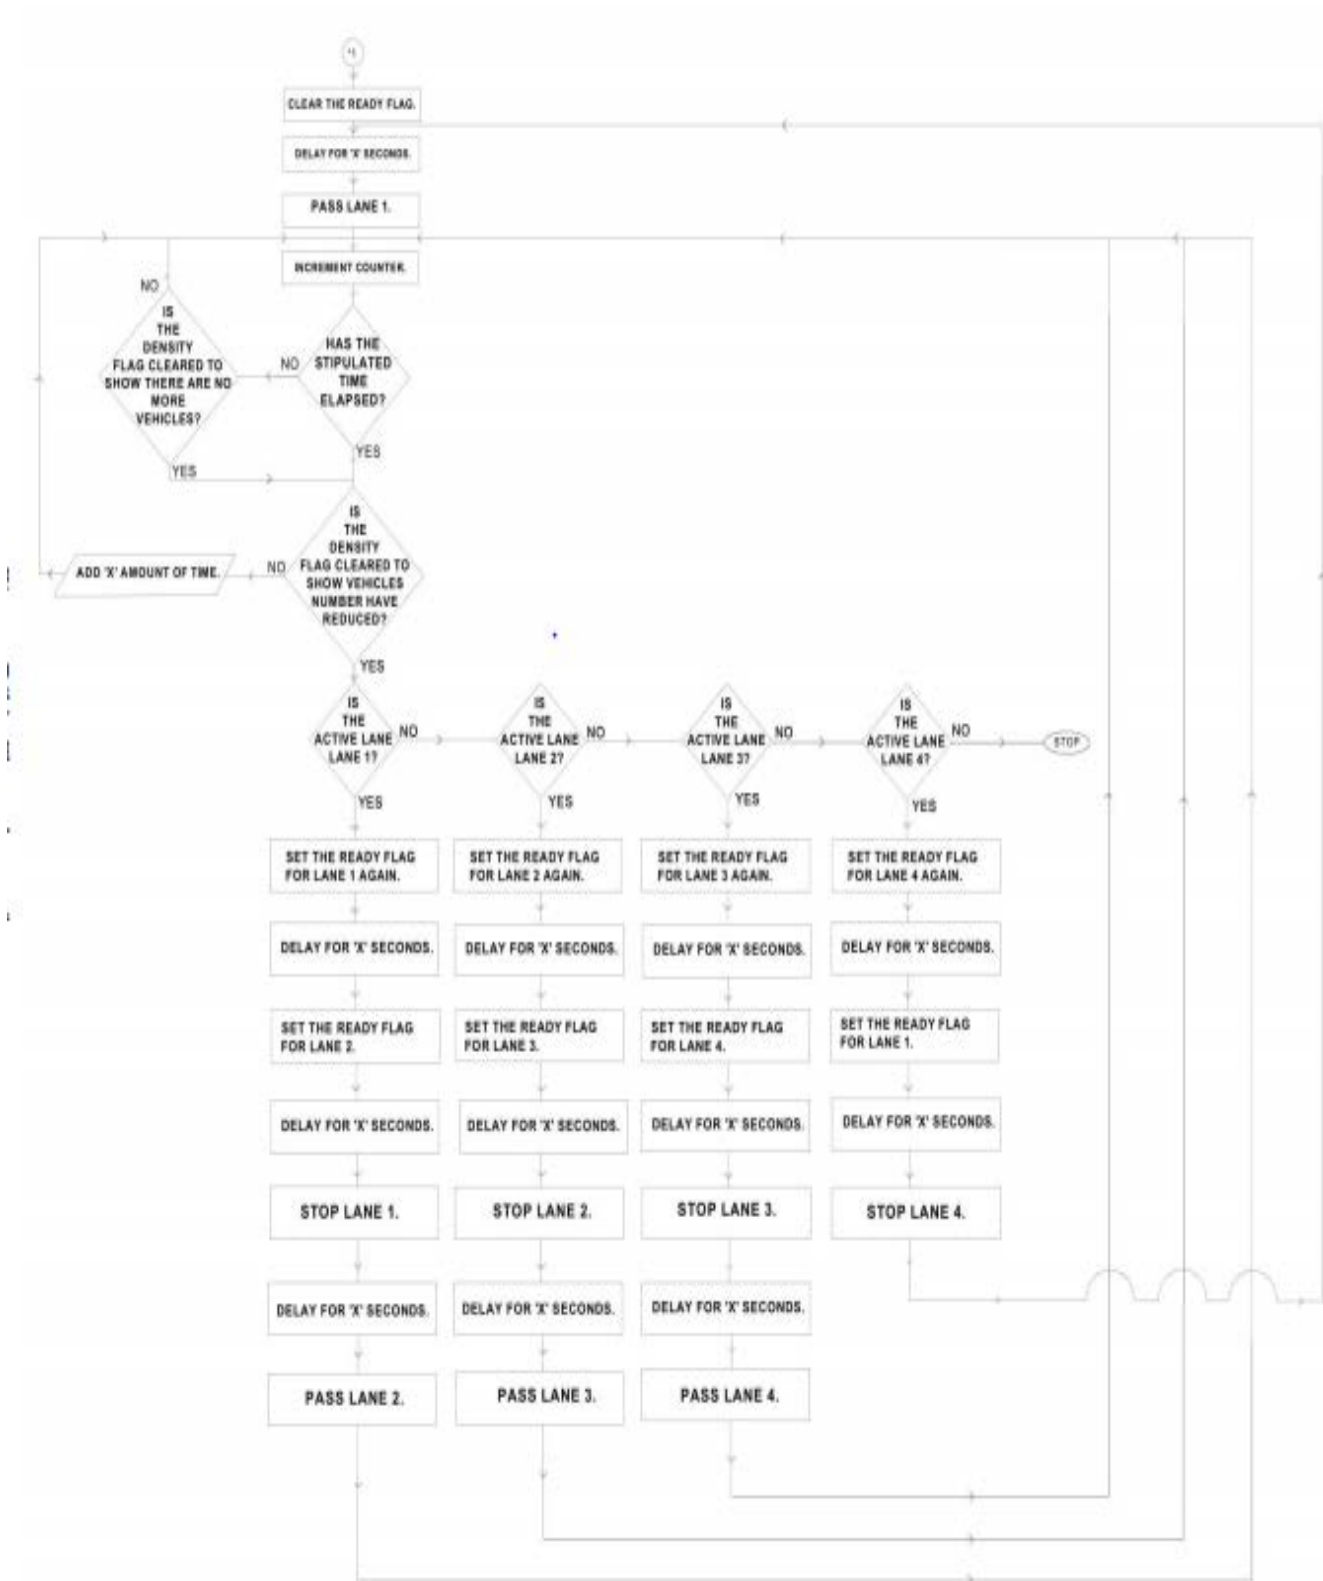 CLEAR THE READY FLAG.
DELAY FOR 'X' SECONDS.
PASS LANE 1.
INCREMENT COUNTER.
NO
IS
THE
DENSITY
FLAG CLEARED TO
SHOW THERE ARE NO
MORE
VEHICLES?
YES
NO
HAS THE
STIPULATED
TIME
ELAPSED?
YES
IS
THE
DENSITY
FLAG CLEARED TO
SHOW VEHICLES
NUMBER HAVE
REDUCED?
NO
ADD 'X' AMOUNT OF TIME.
YES
IS
THE
ACTIVE LANE
LANE 1?
NO
YES
IS
THE
ACTIVE LANE
LANE 2?
NO
YES
IS
THE
ACTIVE LANE
LANE 3?
NO
YES
IS
THE
ACTIVE LANE
LANE 4?
NO
YES
STOP
SET THE READY FLAG
FOR LANE 1 AGAIN.
DELAY FOR 'X' SECONDS.
SET THE READY FLAG
FOR LANE 2.
DELAY FOR 'X' SECONDS.
STOP LANE 1.
DELAY FOR 'X' SECONDS.
PASS LANE 2.
SET THE READY FLAG
FOR LANE 2 AGAIN.
DELAY FOR 'X' SECONDS.
SET THE READY FLAG
FOR LANE 3.
DELAY FOR 'X' SECONDS.
STOP LANE 2.
DELAY FOR 'X' SECONDS.
PASS LANE 3.
SET THE READY FLAG
FOR LANE 3 AGAIN.
DELAY FOR 'X' SECONDS.
SET THE READY FLAG
FOR LANE 4.
DELAY FOR 'X' SECONDS.
STOP LANE 3.
DELAY FOR 'X' SECONDS.
PASS LANE 4.
SET THE READY FLAG
FOR LANE 4 AGAIN.
DELAY FOR 'X' SECONDS.
SET THE READY FLAG
FOR LANE 1.
DELAY FOR 'X' SECONDS.
STOP LANE 4.